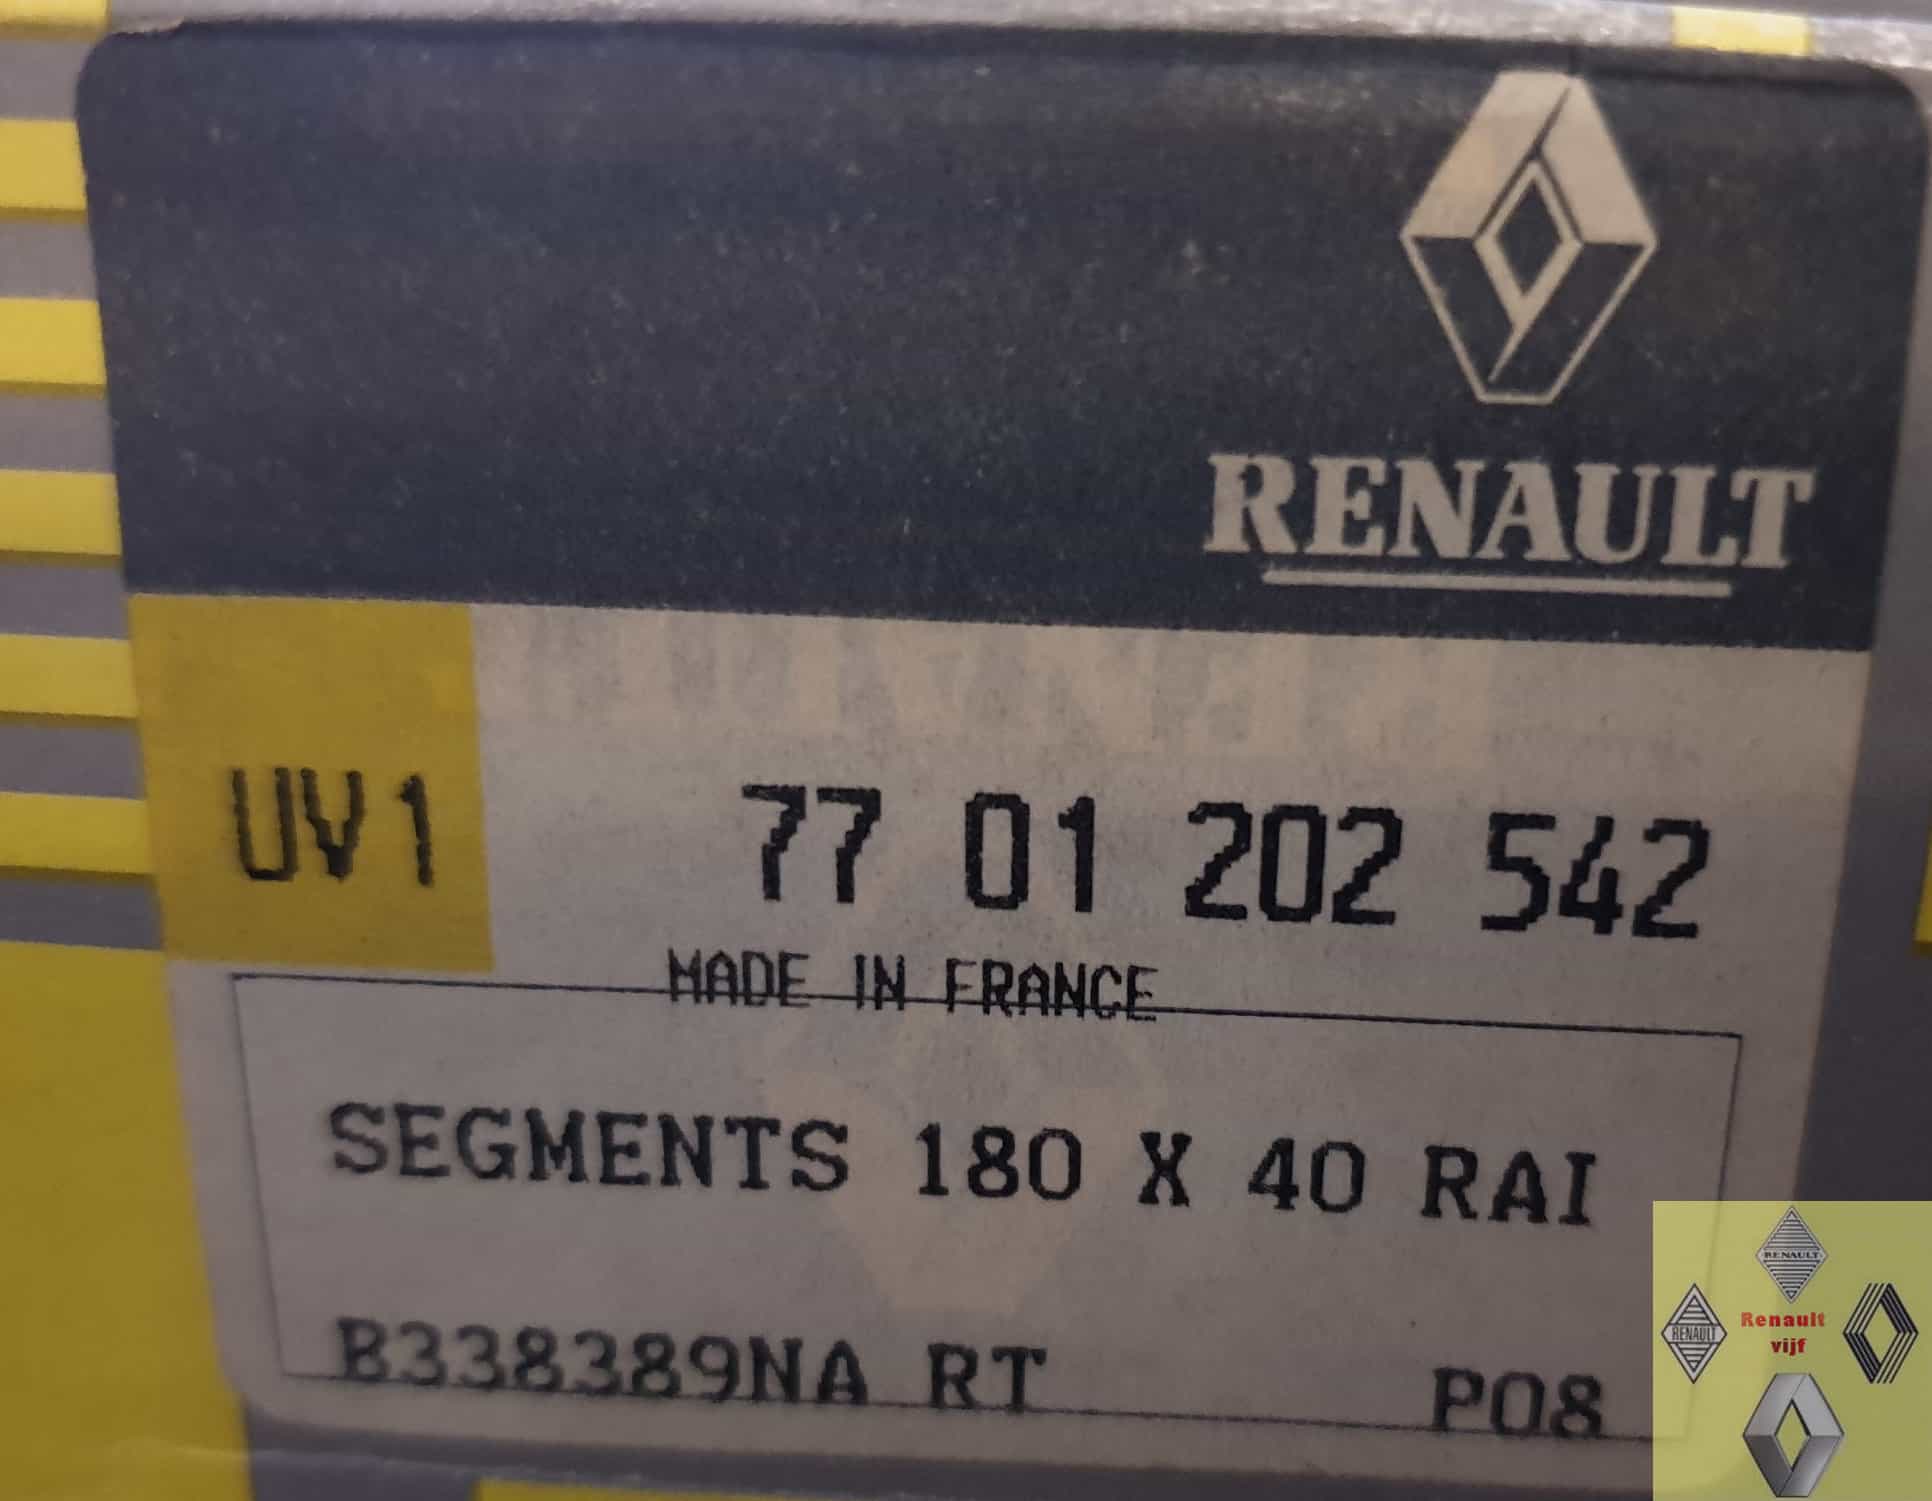 RENAULT
UV1
77 01 202 542
MADE IN FRANCE
SEGMENTS 180 X 40 RAI
B338389NA RT
P08
RENAULT
RENAULT
Renault
vijf